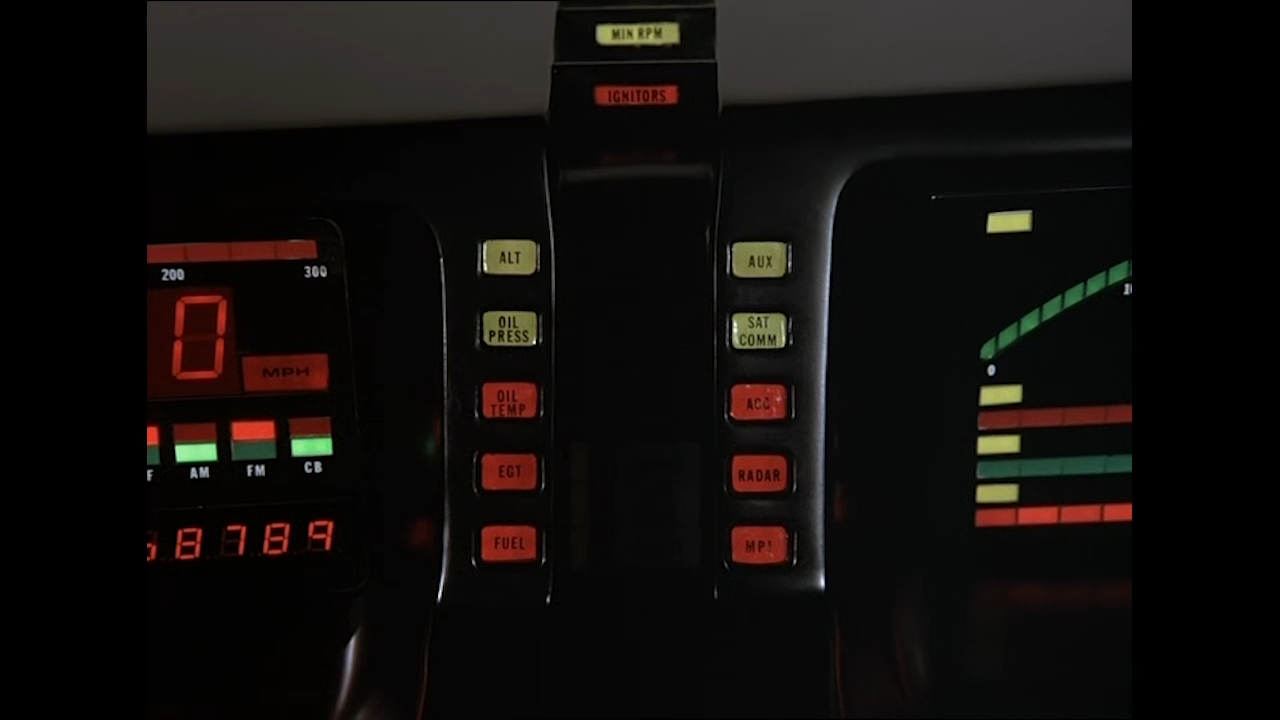 MIN RPM
IGNITORS
200 300
0
MPH
AM FM CB
8789
ALT
OIL
PRESS
OIL
TEMP
EGT
FUEL
AUX
SAT
COMM
ACC
RADAR
MP!
0